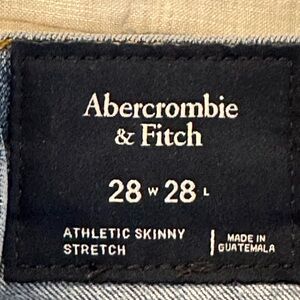 Abercrombie
& Fitch
28 W 28 L
ATHLETIC SKINNY
STRETCH
MADE IN
GUATEMALA